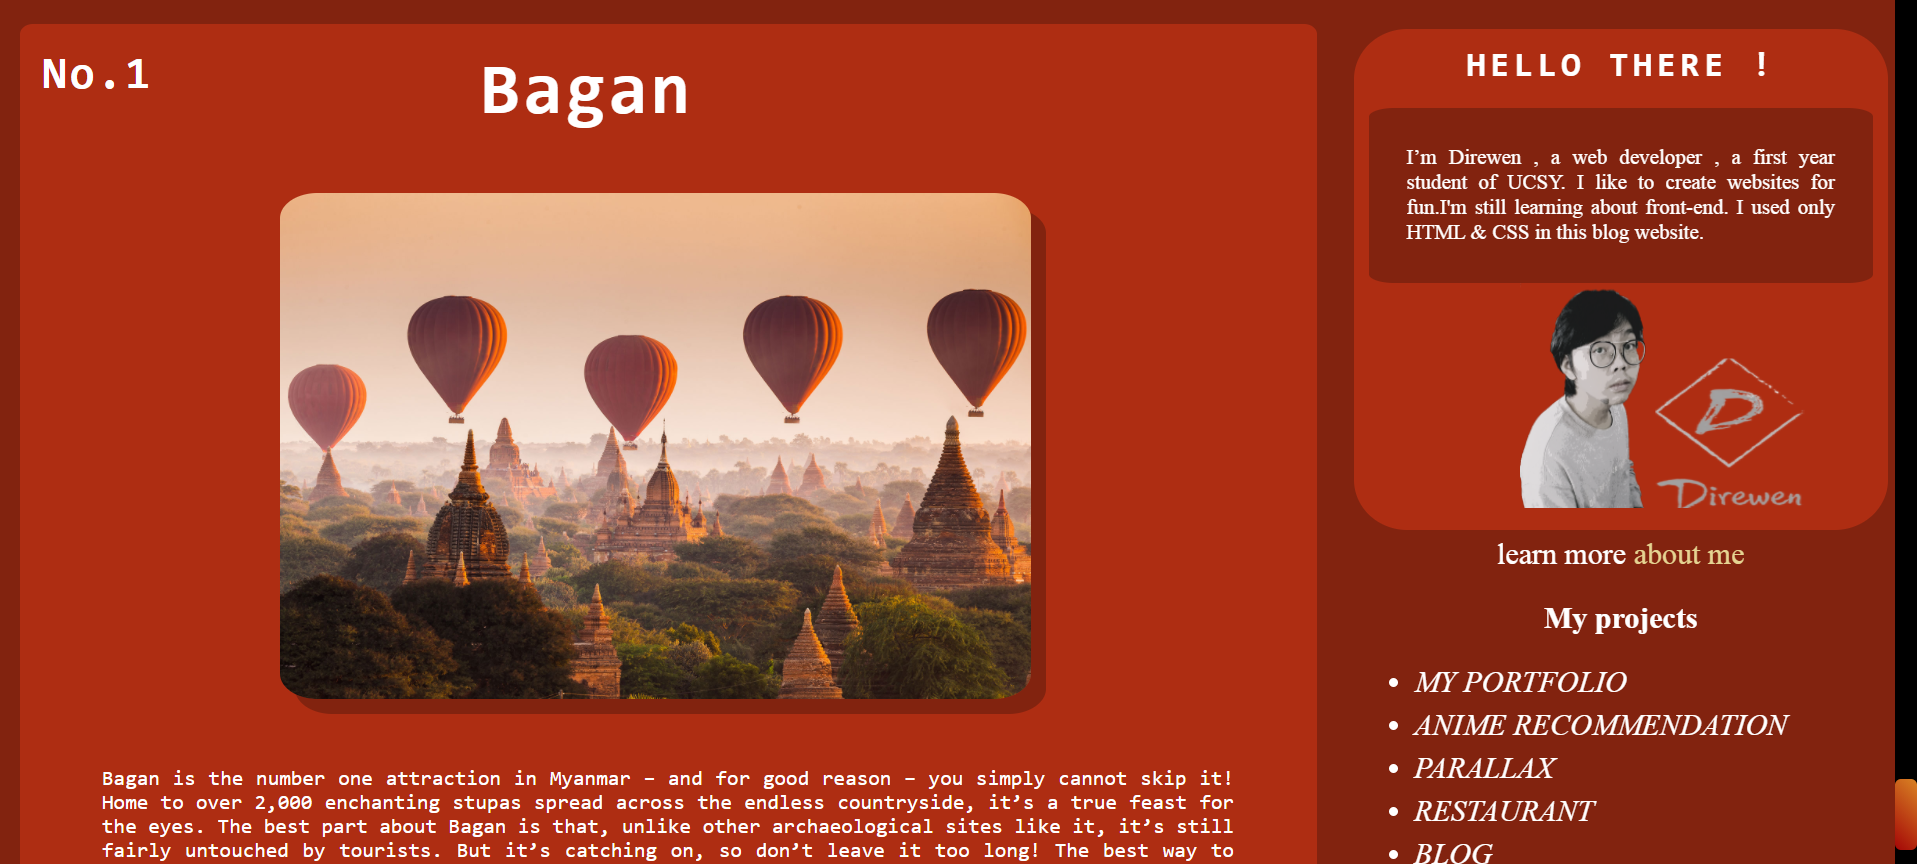 No.1
Bagan
Bagan is the number one attraction in Myanmar – and for good reason – you simply cannot skip it!
Home to over 2,000 enchanting stupas spread across the endless countryside, it’s a true feast for
the eyes. The best part about Bagan is that, unlike other archaeological sites like it, it’s still
fairly untouched by tourists. But it’s catching on, so don’t leave it too long! The best way to
HELLO THERE !
I’m Direwen , a web developer , a first year
student of UCSY. I like to create websites for
fun.I'm still learning about front-end. I used only
HTML & CSS in this blog website.
D
Direwen
learn more about me
My projects
• MY PORTFOLIO
• ANIME RECOMMENDATION
• PARALLAX
• RESTAURANT
• BLOG